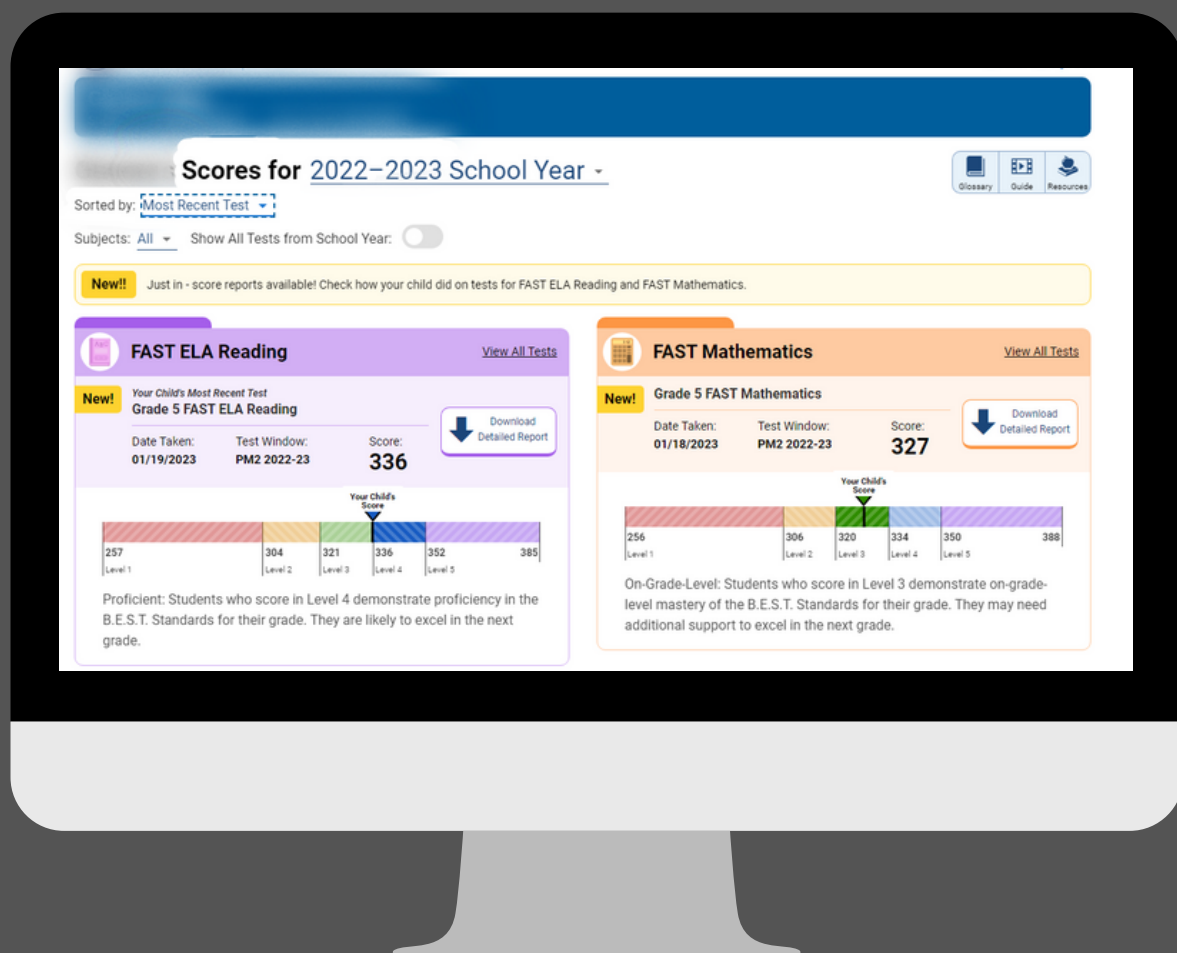 Scores for 2022–2023 School Year
Glossary Guide Resources
Sorted by: Most Recent Test
Subjects: All Show All Tests from School Year:
New!! Just in - score reports available! Check how your child did on tests for FAST ELA Reading and FAST Mathematics.
FAST ELA Reading View All Tests
New!
Your Child's Most Recent Test
Grade 5 FAST ELA Reading
Download
Detailed Report
Date Taken: Test Window: Score:
01/19/2023 PM2 2022-23 336
Your Child's
Score
257 304 321 336 352 385
Level 1 Level 2 Level 3 Level 4 Level 5
Proficient: Students who score in Level 4 demonstrate proficiency in the
B.E.S.T. Standards for their grade. They are likely to excel in the next
grade.
FAST Mathematics View All Tests
New!
Grade 5 FAST Mathematics
Download
Detailed Report
Date Taken: Test Window: Score:
01/18/2023 PM2 2022-23 327
Your Child's
Score
256 306 320 334 350 388
Level 1 Level 2 Level 3 Level 4 Level 5
On-Grade-Level: Students who score in Level 3 demonstrate on-grade-
level mastery of the B.E.S.T. Standards for their grade. They may need
additional support to excel in the next grade.